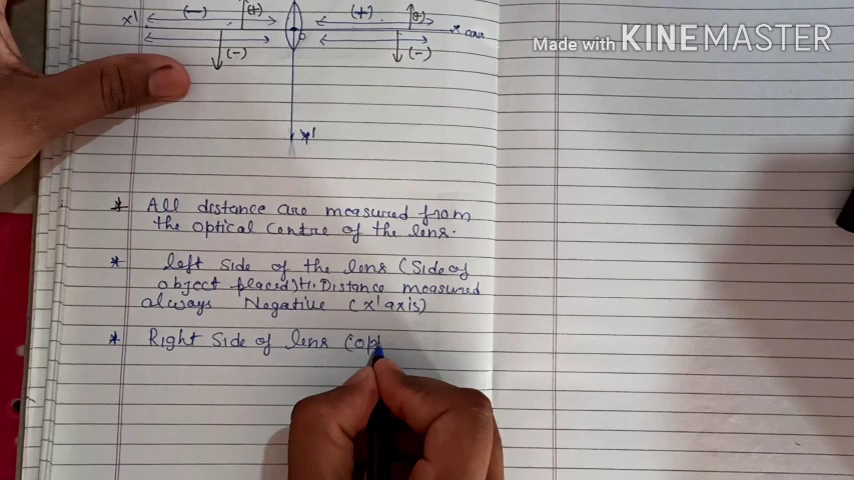 Made with KINEMASTER
x' (-) (+) (+) (+)
x axis
(-) (-)
* All distance are measured from
the optical centre of the lens.
* left side of the lens (side of
object placed) H. Distance measured
always Negative (x' axis)
* Right side of lens (op